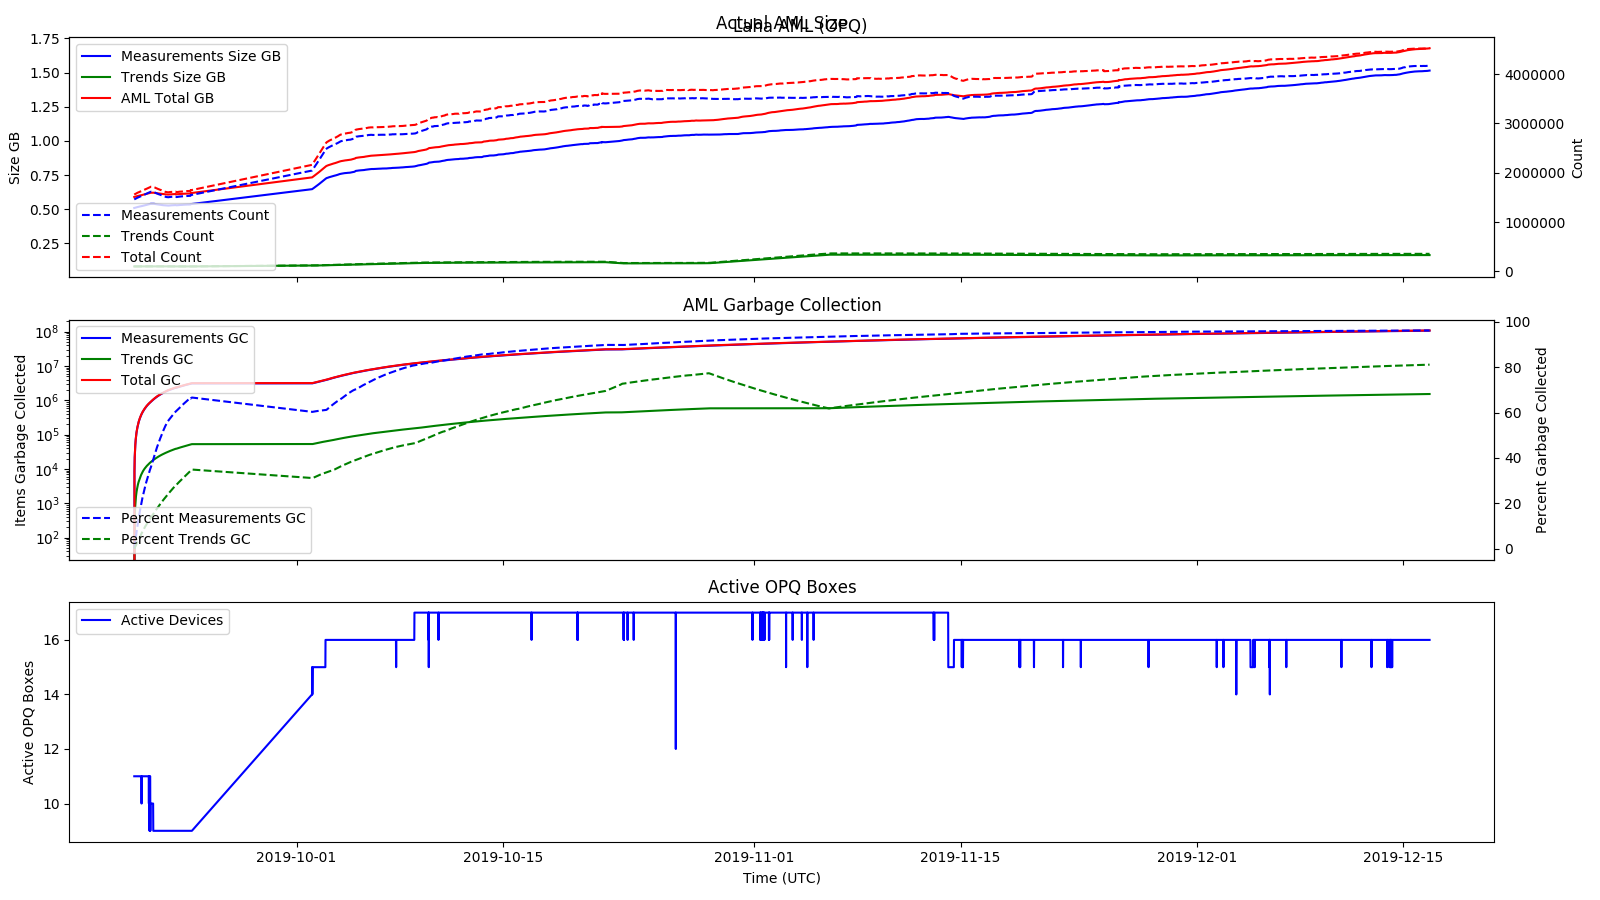 Actual AML Size
Laha AML (OPQ)
1.75
1.50
1.25
1.00
0.75
0.50
0.25
Size GB
Measurements Size GB
Trends Size GB
AML Total GB
Measurements Count
Trends Count
Total Count
4000000
3000000
2000000
1000000
0
Count
AML Garbage Collection
10^8
10^7
10^6
10^5
10^4
10^3
10^2
Items Garbage Collected
Measurements GC
Trends GC
Total GC
Percent Measurements GC
Percent Trends GC
100
80
60
40
20
0
Percent Garbage Collected
Active OPQ Boxes
16
14
12
10
Active OPQ Boxes
Active Devices
2019-10-01
2019-10-15
2019-11-01
2019-11-15
2019-12-01
2019-12-15
Time (UTC)